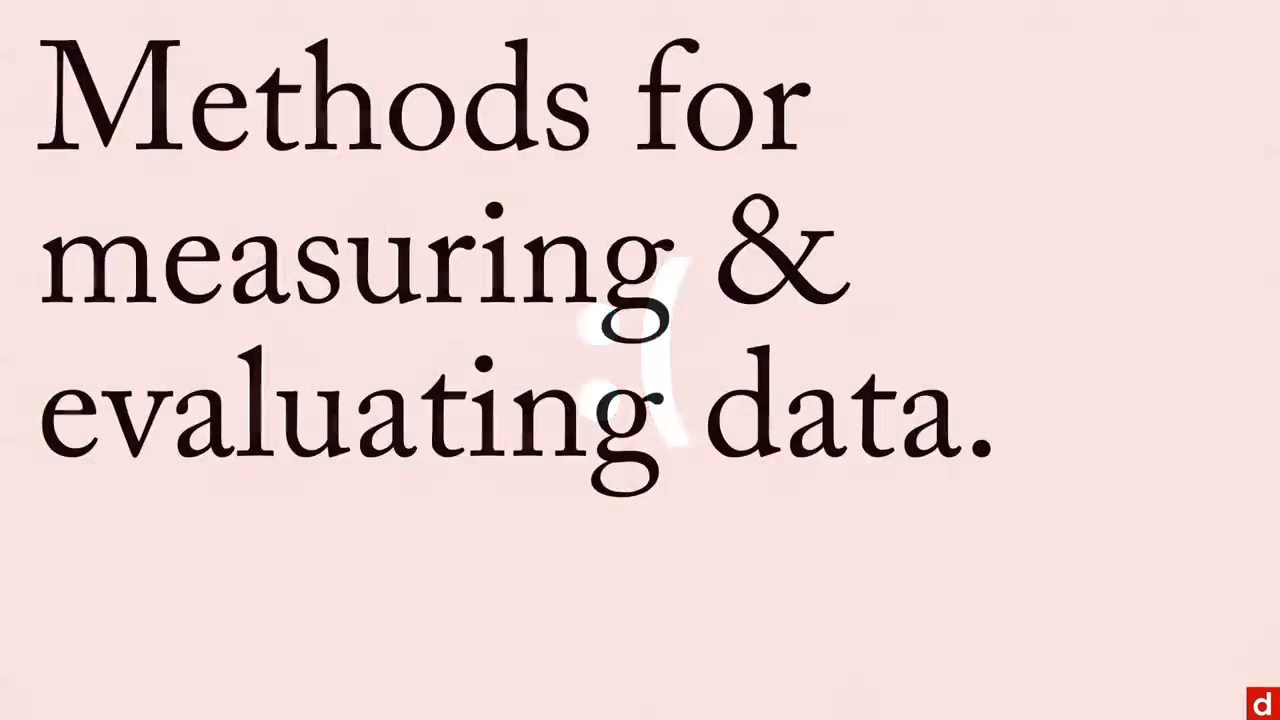 Methods for
measuring &
evaluating data.
:(
d